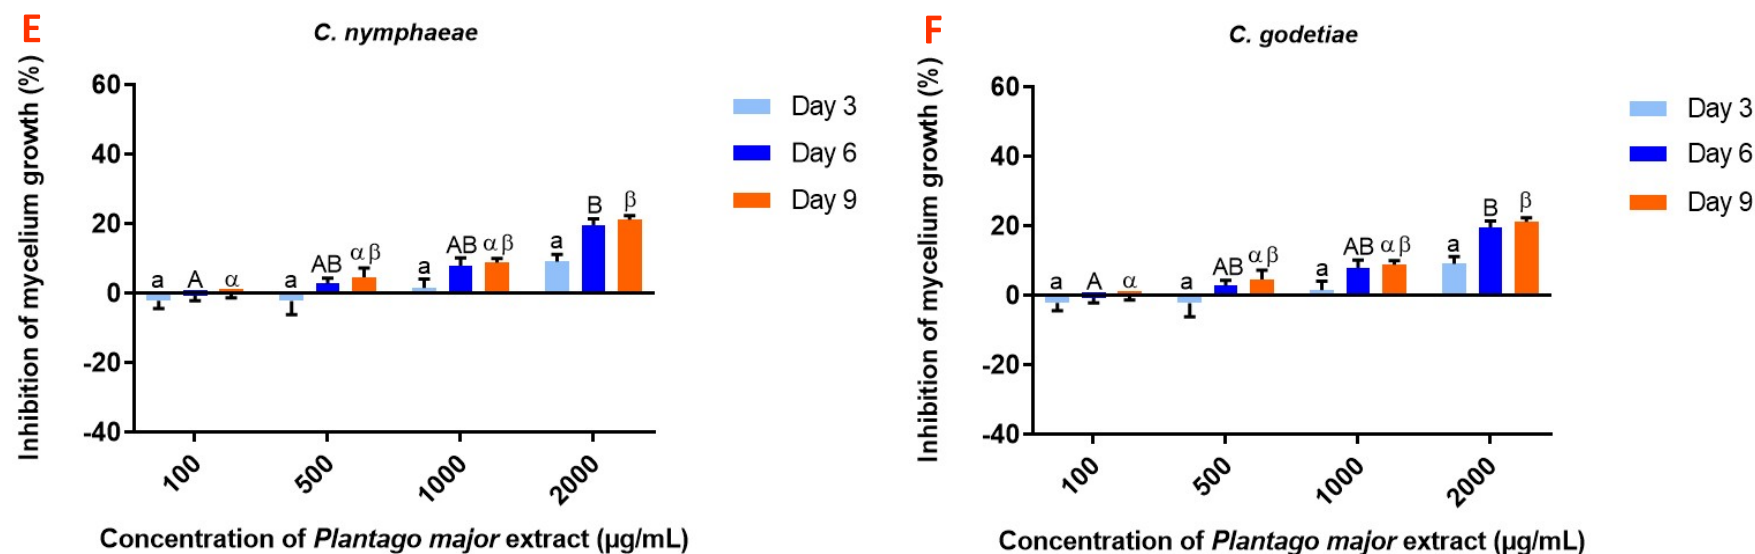 E
C. nymphaeae
Inhibition of mycelium growth (%)
60
40
20
0
-20
-40
a A α
a AB αβ
a AB αβ
a B β
100 500 1000 2000
Concentration of Plantago major extract (µg/mL)
Day 3
Day 6
Day 9
F
C. godetiae
Inhibition of mycelium growth (%)
60
40
20
0
-20
-40
a A α
a AB αβ
a AB αβ
a B β
100 500 1000 2000
Concentration of Plantago major extract (µg/mL)
Day 3
Day 6
Day 9